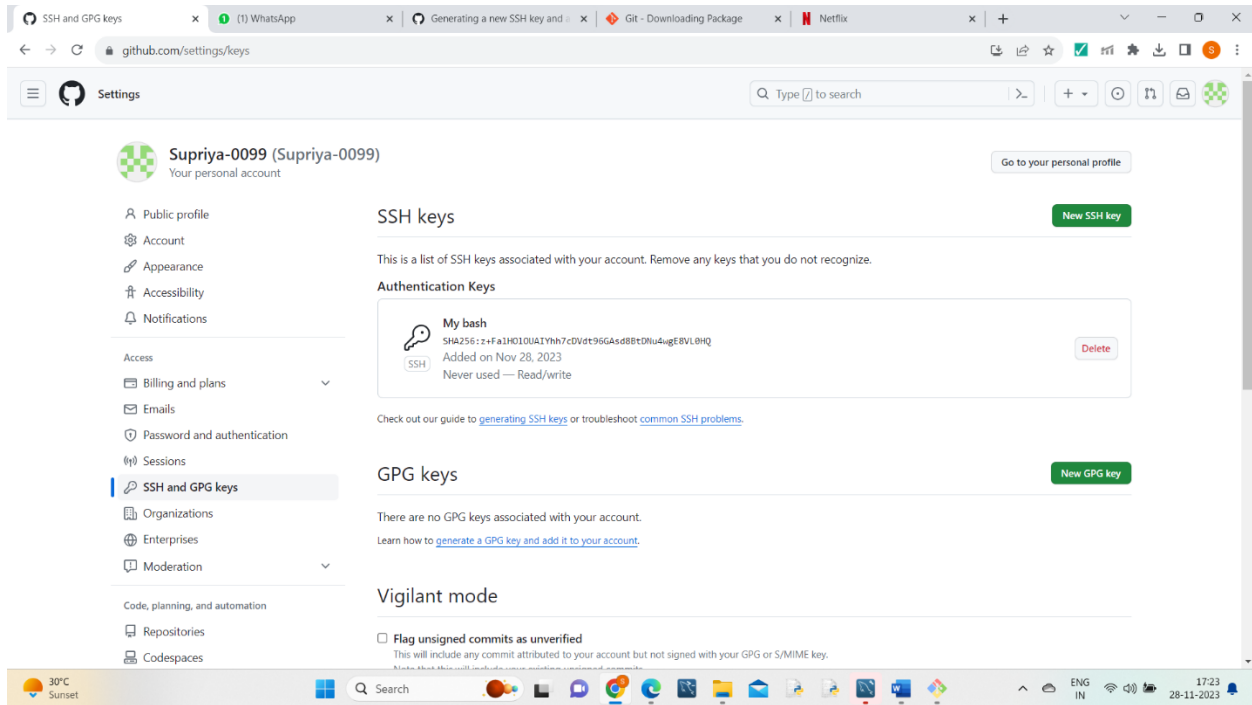 SSH and GPG keys
(1) WhatsApp
Generating a new SSH key and a
Git - Downloading Package
Netflix
github.com/settings/keys
S
Settings
Type / to search
Supriya-0099 (Supriya-0099)
Your personal account
Go to your personal profile
Public profile
Account
Appearance
Accessibility
Notifications
Access
Billing and plans
Emails
Password and authentication
Sessions
SSH and GPG keys
Organizations
Enterprises
Moderation
Code, planning, and automation
Repositories
Codespaces
SSH keys
New SSH key
This is a list of SSH keys associated with your account. Remove any keys that you do not recognize.
Authentication Keys
My bash
SHA256:z+FalHO1OUAIYhh7cDVdt96GAsd8BtDNu4wgE8VL0HQ
SSH
Added on Nov 28, 2023
Never used — Read/write
Delete
Check out our guide to generating SSH keys or troubleshoot common SSH problems.
GPG keys
New GPG key
There are no GPG keys associated with your account.
Learn how to generate a GPG key and add it to your account.
Vigilant mode
Flag unsigned commits as unverified
This will include any commit attributed to your account but not signed with your GPG or S/MIME key.
Note that this will include your existing unsigned commits.
30°C
Sunset
Search
ENG
IN
17:23
28-11-2023